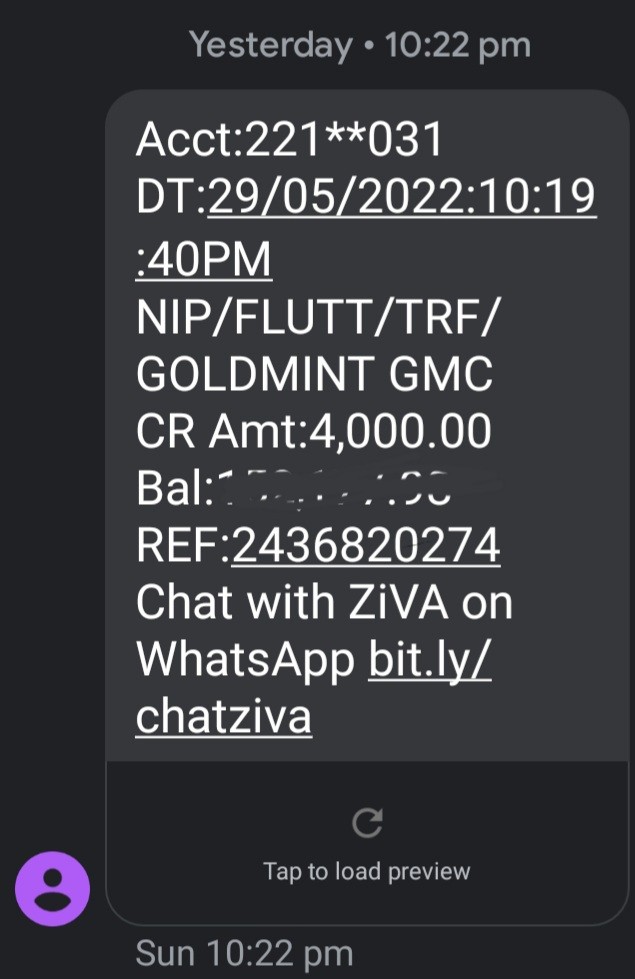 Yesterday • 10:22 pm
Acct:221**031
DT:29/05/2022:10:19
:40PM
NIP/FLUTT/TRF/
GOLDMINT GMC
CR Amt:4,000.00
Bal:
REF:2436820274
Chat with ZiVA on
WhatsApp bit.ly/
chatziva
Tap to load preview
Sun 10:22 pm